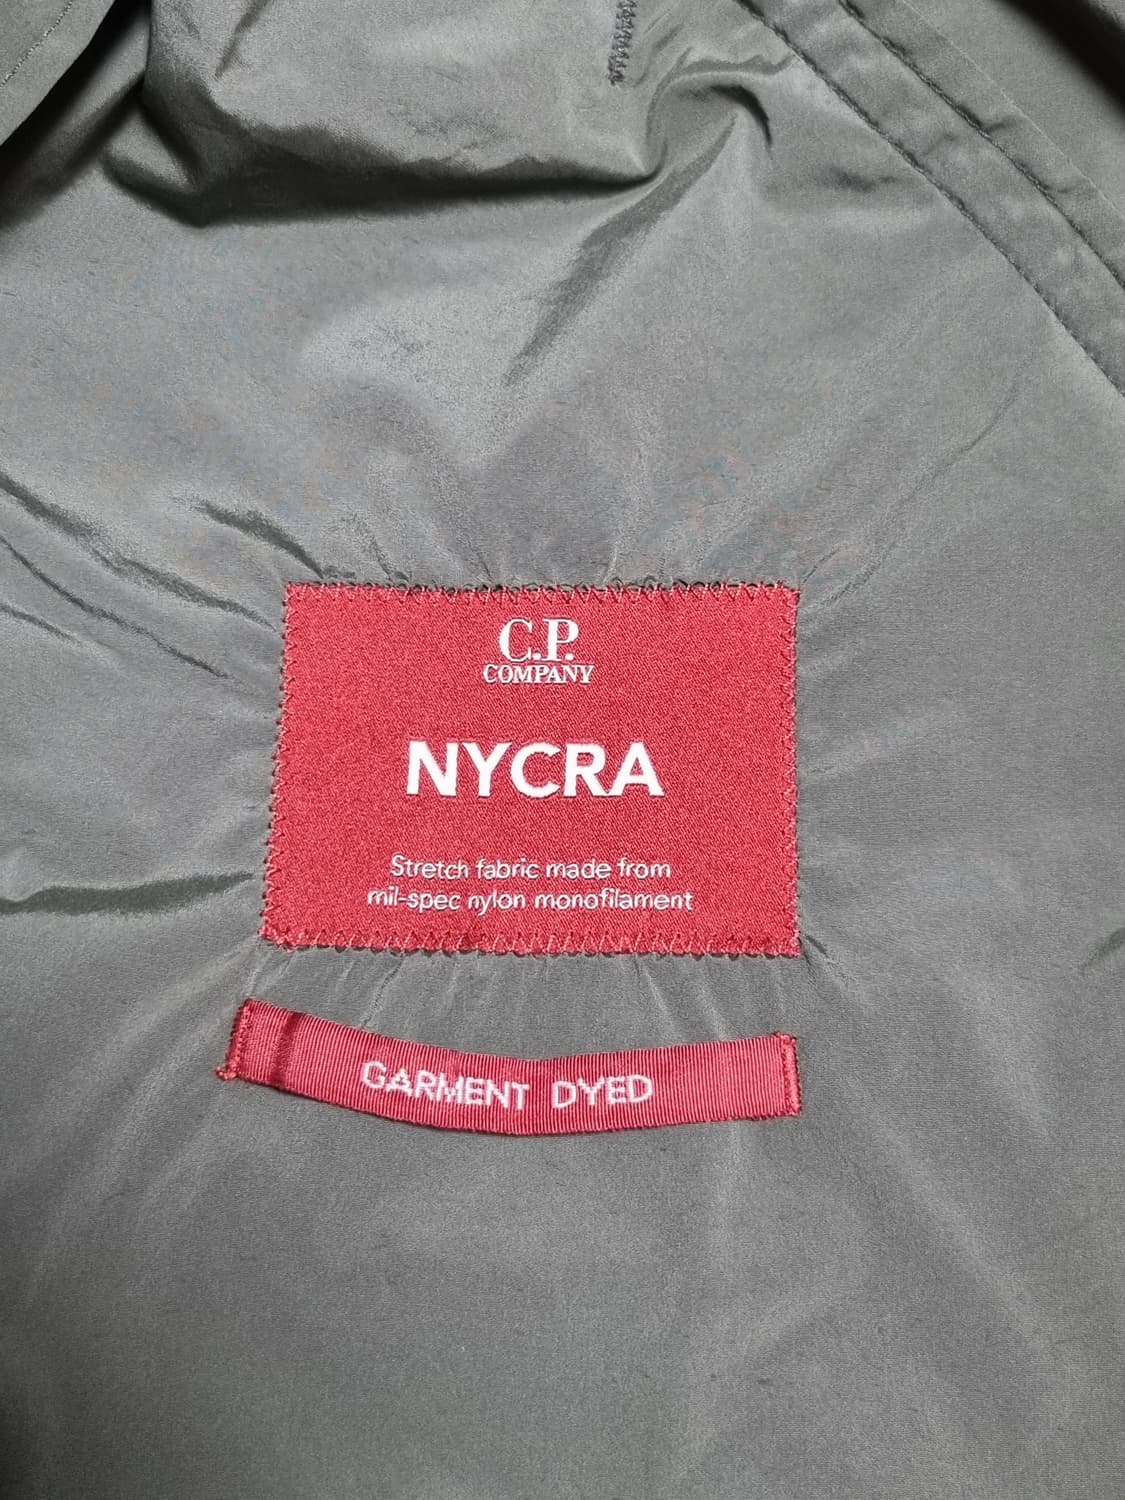 C.P.
COMPANY
NYCRA
Stretch fabric made from
mil-spec nylon monofilament
GARMENT DYED